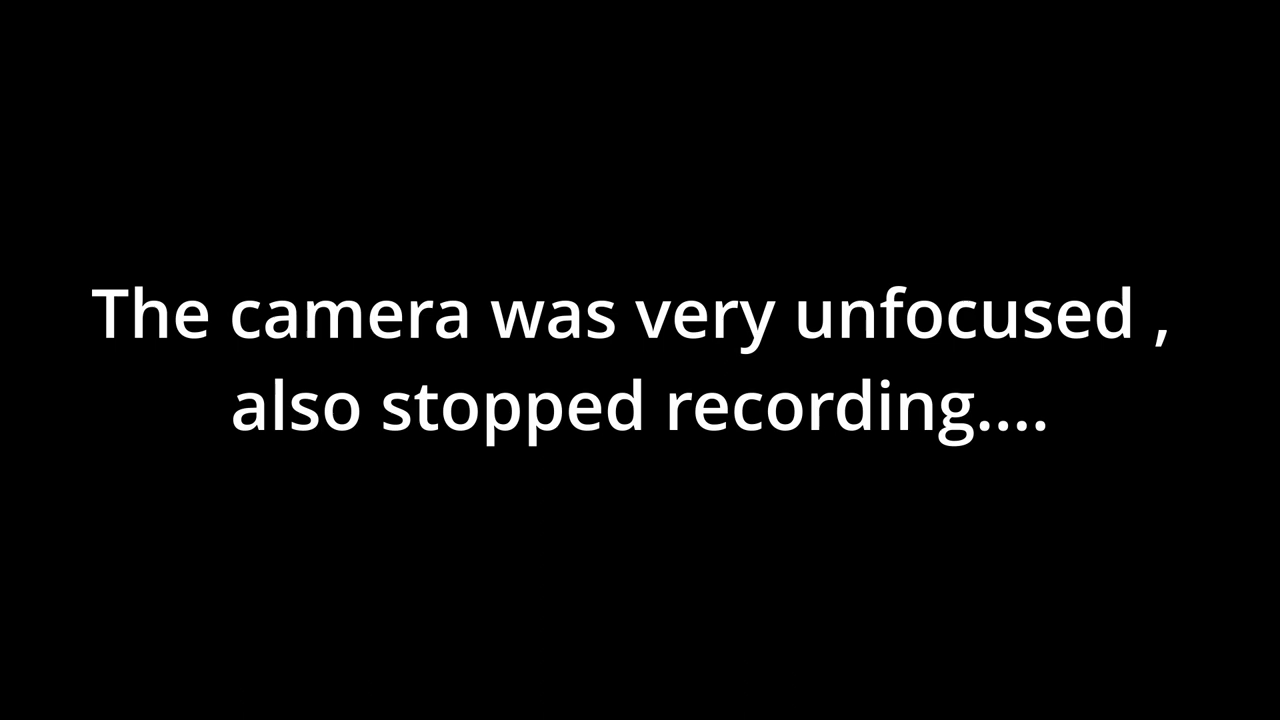 The camera was very unfocused ,
also stopped recording....